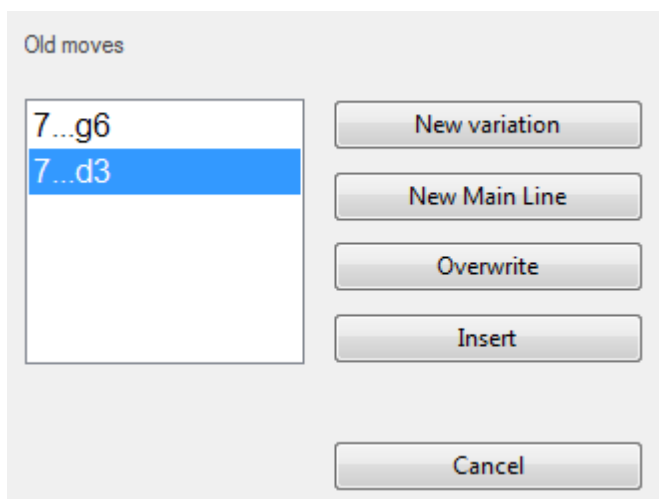 Old moves
7...g6
7...d3
New variation
New Main Line
Overwrite
Insert
Cancel